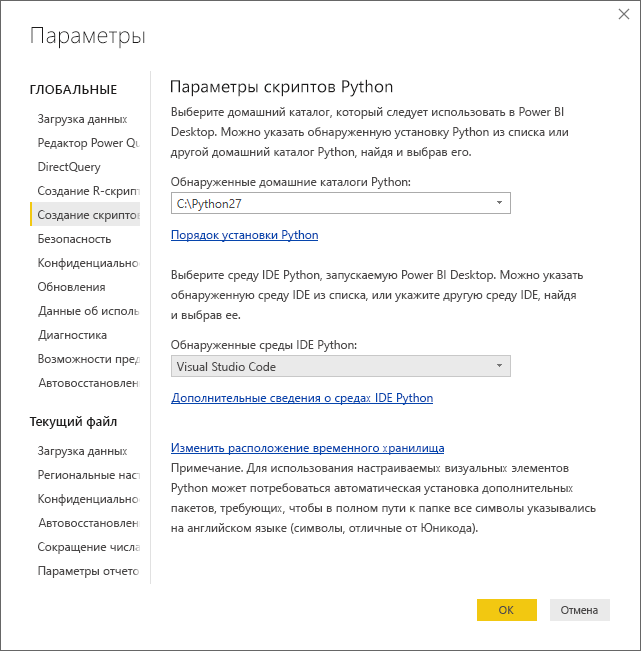 Параметры
ГЛОБАЛЬНЫЕ
Загрузка данных
Редактор Power Qu
DirectQuery
Создание R-скрипт
Создание скриптов
Безопасность
Конфиденциально
Обновления
Данные об исполь
Диагностика
Возможности пред
Автовосстановлен
Текущий файл
Загрузка данных
Региональные наст
Конфиденциально
Автовосстановлен
Сокращение числа
Параметры отчето
Параметры скриптов Python
Выберите домашний каталог, который следует использовать в Power BI
Desktop. Можно указать обнаруженную установку Python из списка или
другой домашний каталог Python, найдя и выбрав его.
Обнаруженные домашние каталоги Python:
C:\Python27
Порядок установки Python
Выберите среду IDE Python, запускаемую Power BI Desktop. Можно указать
обнаруженную среду IDE из списка, или укажите другую среду IDE, найдя
и выбрав ее.
Обнаруженные среды IDE Python:
Visual Studio Code
Дополнительные сведения о средах IDE Python
Изменить расположение временного хранилища
Примечание. Для использования настраиваемых визуальных элементов
Python может потребоваться автоматическая установка дополнительных
пакетов, требующих, чтобы в полном пути к папке все символы указывались
на английском языке (символы, отличные от Юникода).
ОК
Отмена